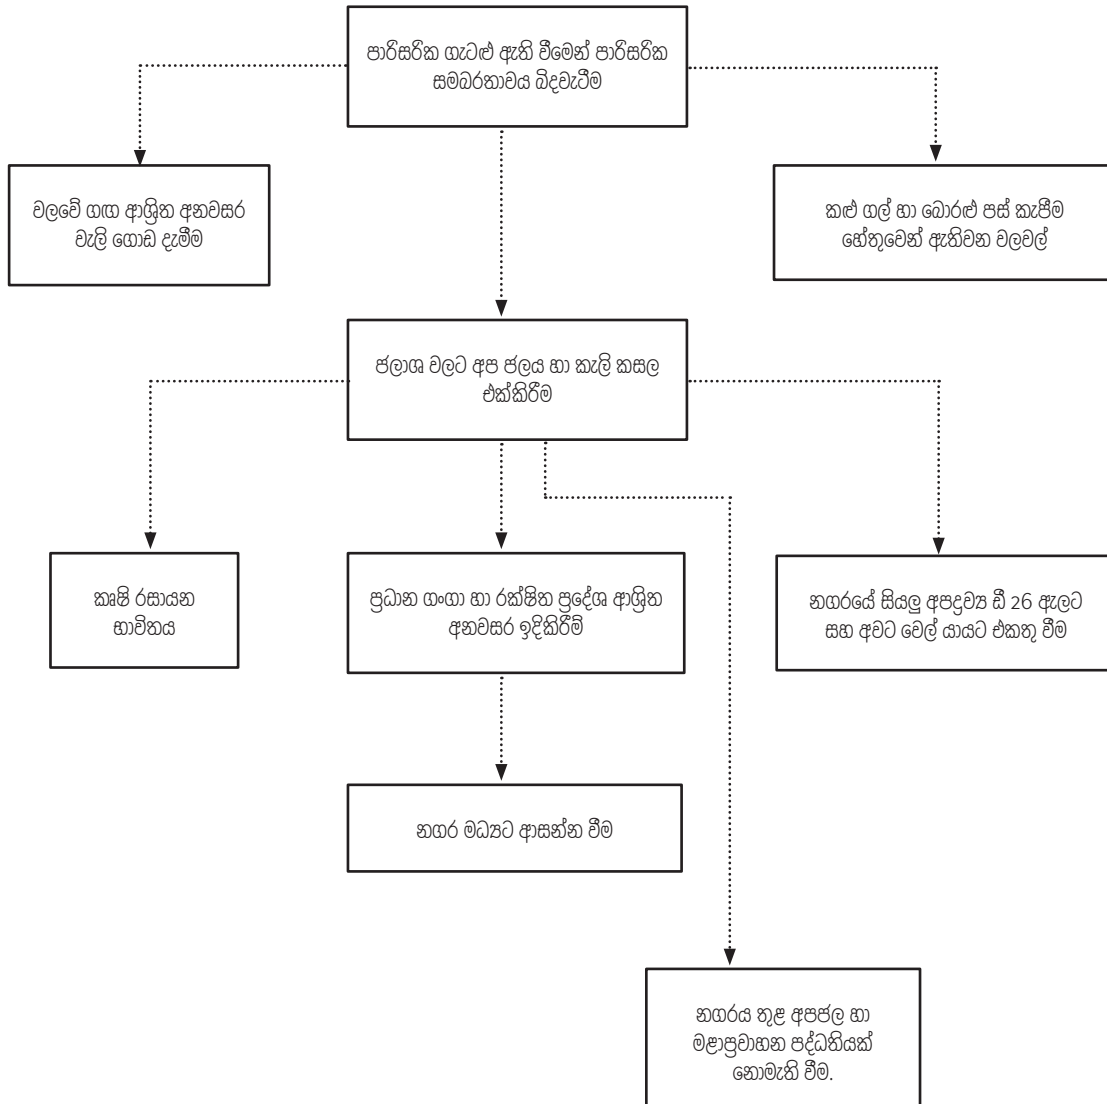 පාරිසරික ගැටළු ඇති වීමෙන් පාරිසරික
සමබරතාවය බිදවැටීම
වලවේ ගඟ ආශ්‍රිත අනවසර
වැලි ගොඩ දැමීම
කළු ගල් හා බොරළු පස් කැපීම
හේතුවෙන් ඇතිවන වලවල්
ජලාශ වලට අප ජලය හා කැලි කසල
එක්කිරීම
කෘෂි රසායන
භාවිතය
ප්‍රධාන ගංගා හා රක්ෂිත ප්‍රදේශ ආශ්‍රිත
අනවසර ඉදිකිරීම්
නගරයේ සියලු අපද්‍රව්‍ය ඩී 26 ඇලට
සහ අවට වෙල් යායට එකතු වීම
නගර මධ්‍යට ආසන්න වීම
නගරය තුළ අපජල හා
මළාප්‍රවාහන පද්ධතියක්
නොමැති වීම.